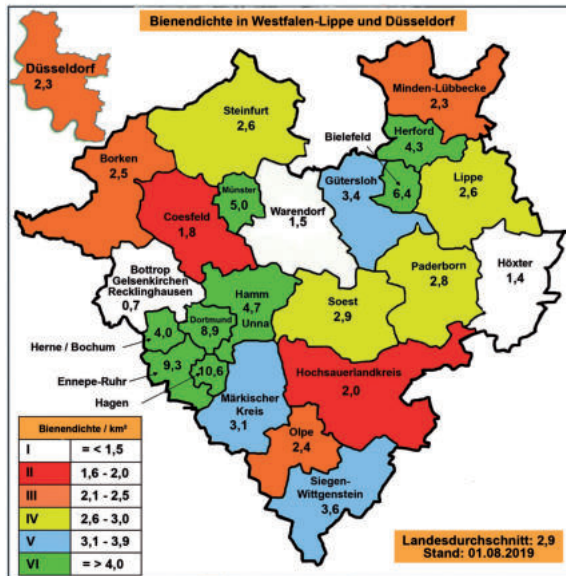 Bienendichte in Westfalen-Lippe und Düsseldorf
Düsseldorf
2,3
Minden-Lübbecke
2,3
Steinfurt
2,6
Bielefeld
Herford
4,3
Borken
2,5
Münster
5,0
Gütersloh
3,4
6,4
Lippe
2,6
Coesfeld
1,8
Warendorf
1,5
Höxter
1,4
Paderborn
2,8
Bottrop
Gelsenkirchen
Recklinghausen
0,7
Hamm
4,7
Unna
Soest
2,9
Dortmund
8,9
4,0
Herne / Bochum
9,3
Ennepe-Ruhr
10,6
Hagen
Hochsauerlandkreis
2,0
Märkischer
Kreis
3,1
Olpe
2,4
Siegen-
Wittgenstein
3,6
Bienendichte / km²
I = < 1,5
II 1,6 - 2,0
III 2,1 - 2,5
IV 2,6 - 3,0
V 3,1 - 3,9
VI = > 4,0
Landesdurchschnitt: 2,9
Stand: 01.08.2019